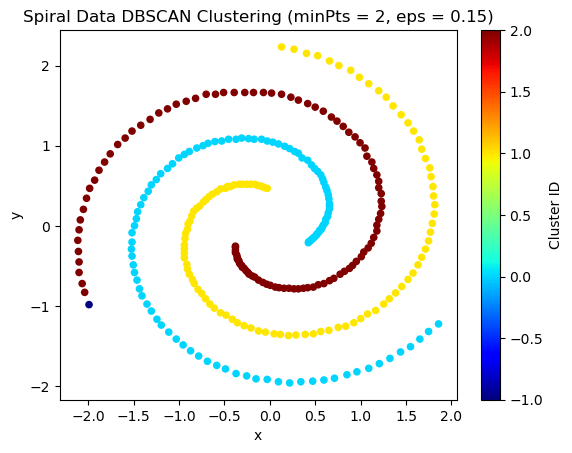 Spiral Data DBSCAN Clustering (minPts = 2, eps = 0.15)
2
1
0
−1
−2
y
−2.0 −1.5 −1.0 −0.5 0.0 0.5 1.0 1.5 2.0
x
2.0
1.5
1.0
0.5
0.0
−0.5
−1.0
Cluster ID